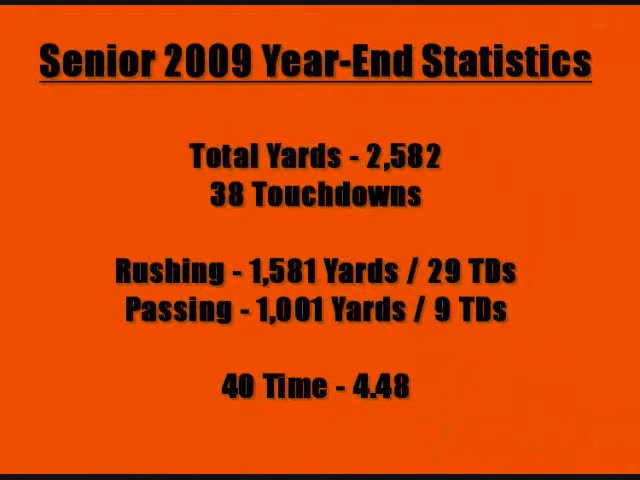 Senior 2009 Year-End Statistics
Total Yards - 2,582
38 Touchdowns
Rushing - 1,581 Yards / 29 TDs
Passing - 1,001 Yards / 9 TDs
40 Time - 4.48